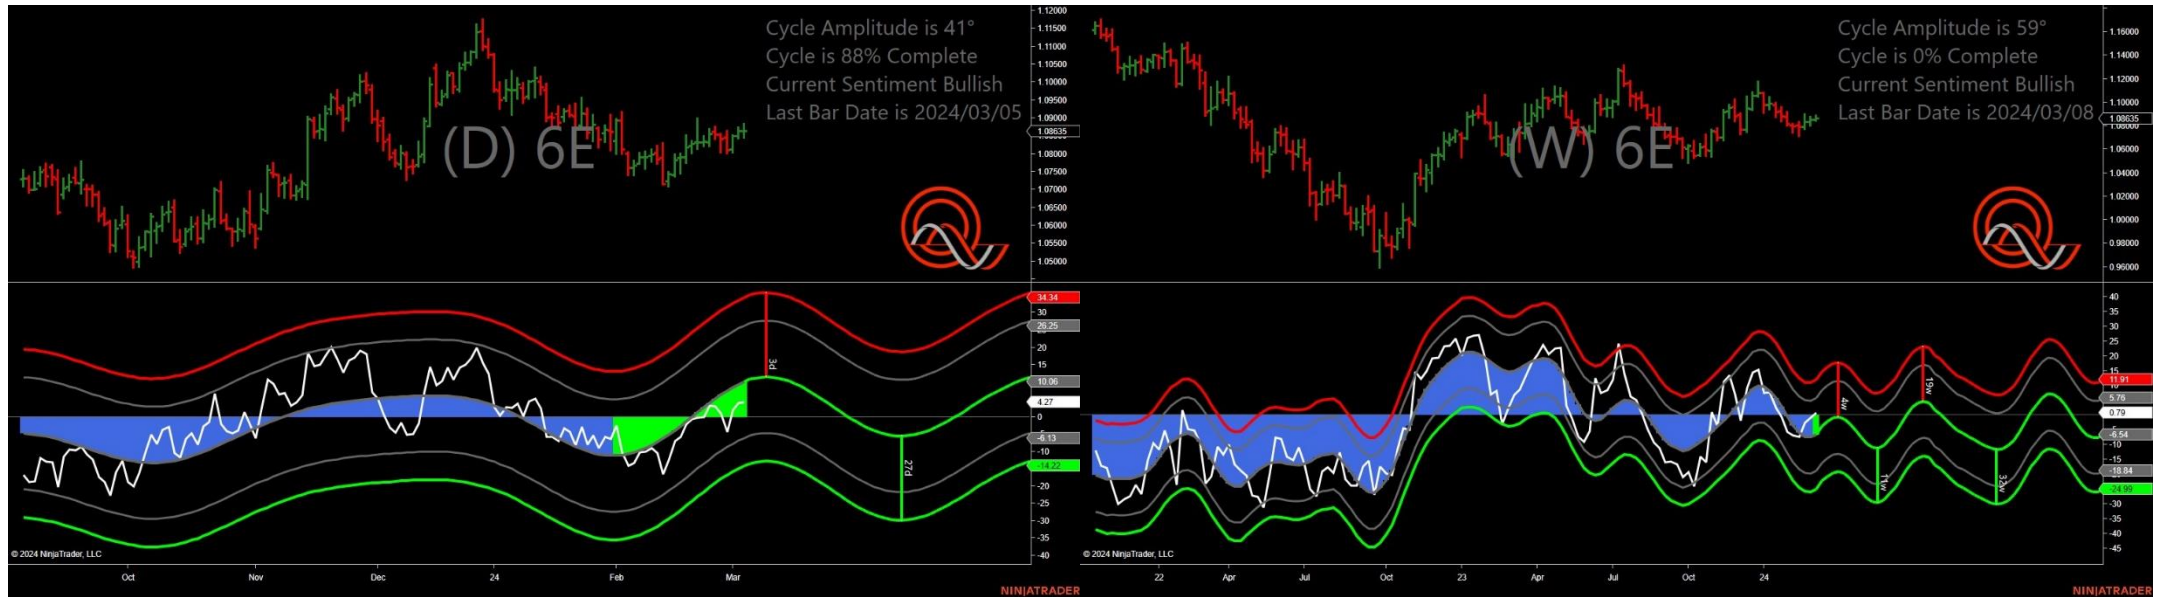 Cycle Amplitude is 41°
Cycle is 88% Complete
Current Sentiment Bullish
Last Bar Date is 2024/03/05
(D) 6E
1.12000
1.11500
1.11000
1.10500
1.10000
1.09500
1.09000
1.08635
1.08000
1.07500
1.07000
1.06500
1.06000
1.05500
1.05000
34.34
30
26.25
20
15
10.06
4.27
0
-5
-6.13
-10
-14.22
-20
-25
-30
-35
-40
3d
27d
© 2024 NinjaTrader, LLC
Oct
Nov
Dec
24
Feb
Mar
NINJATRADER
Cycle Amplitude is 59°
Cycle is 0% Complete
Current Sentiment Bullish
Last Bar Date is 2024/03/08
(W) 6E
1.16000
1.14000
1.12000
1.10000
1.08635
1.08000
1.06000
1.04000
1.02000
1.00000
0.98000
0.96000
40
35
30
25
20
15
11.91
5.76
0.79
-6.54
-10
-15
-18.84
-24.99
-30
-35
-40
-45
4w
19w
11w
32w
© 2024 NinjaTrader, LLC
22
Apr
Jul
Oct
23
Apr
Jul
Oct
24
NINJATRADER